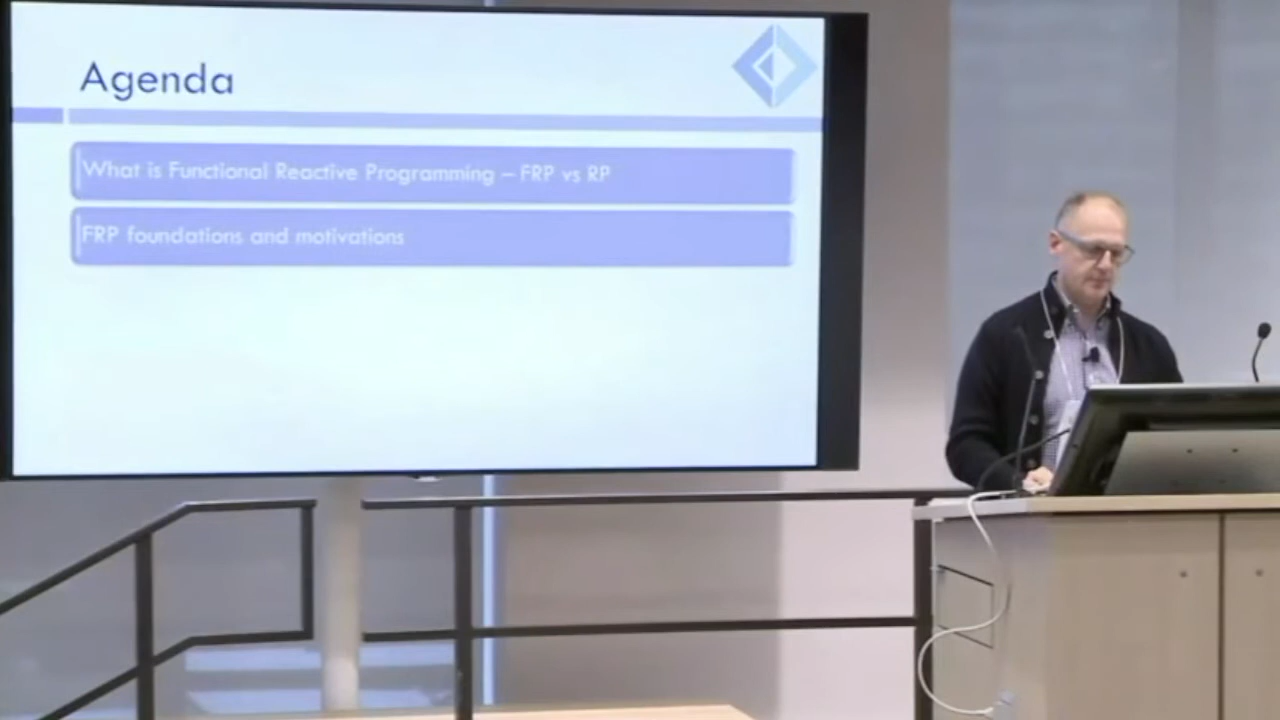 Agenda
What is Functional Reactive Programming – FRP vs RP
FRP foundations and motivations